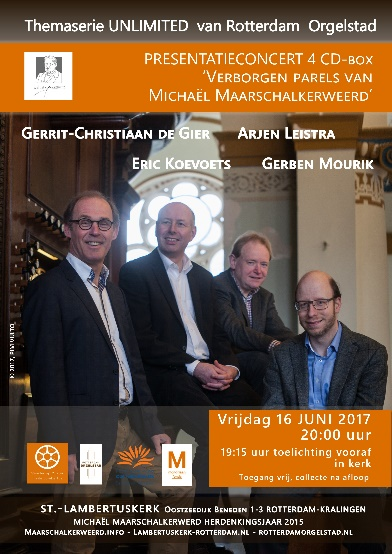 Themaserie UNLIMITED van Rotterdam Orgelstad
PRESENTATIECONCERT 4 CD-BOX
'VERBORGEN PARELS VAN
MICHAËL MAARSCHALKERWEERD'
GERRIT-CHRISTIAAN DE GIER ARJEN LEISTRA
ERIC KOEVOETS GERBEN MOURIK
Vrijdag 16 JUNI 2017
20:00 uur
19:15 uur toelichting vooraf
in kerk
Toegang vrij, collecte na afloop
M
ST.-LAMBERTUSKERK OOSTZEEDIJK BENEDEN 1-3 ROTTERDAM-KRALINGEN
MICHAËL MAARSCHALKERWERD HERDENKINGSJAAR 2015
MAARSCHALKERWEERD.INFO - LAMBERTUSKERK-ROTTERDAM.NL - ROTTERDAMORGELSTAD.NL